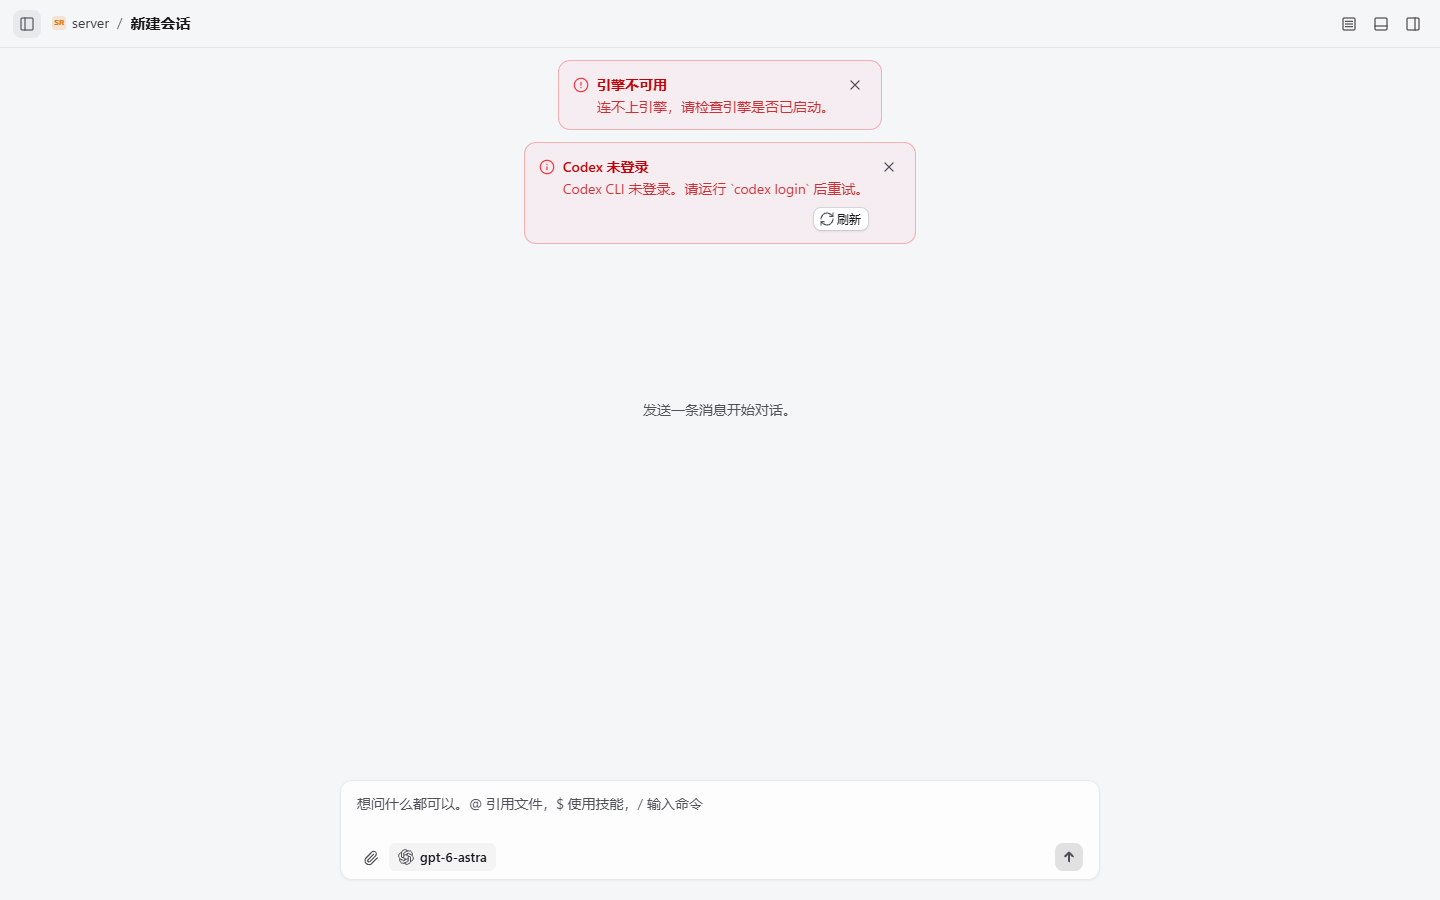 SR server / 新建会话
引擎不可用
连不上引擎，请检查引擎是否已启动。
Codex 未登录
Codex CLI 未登录。请运行 `codex login` 后重试。
刷新
发送一条消息开始对话。
想问什么都可以。@ 引用文件，$ 使用技能，/ 输入命令
gpt-6-astra